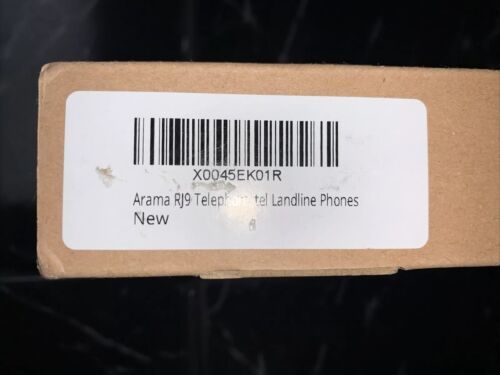 X0045EK01R
Arama RJ9 Landline Phones
New